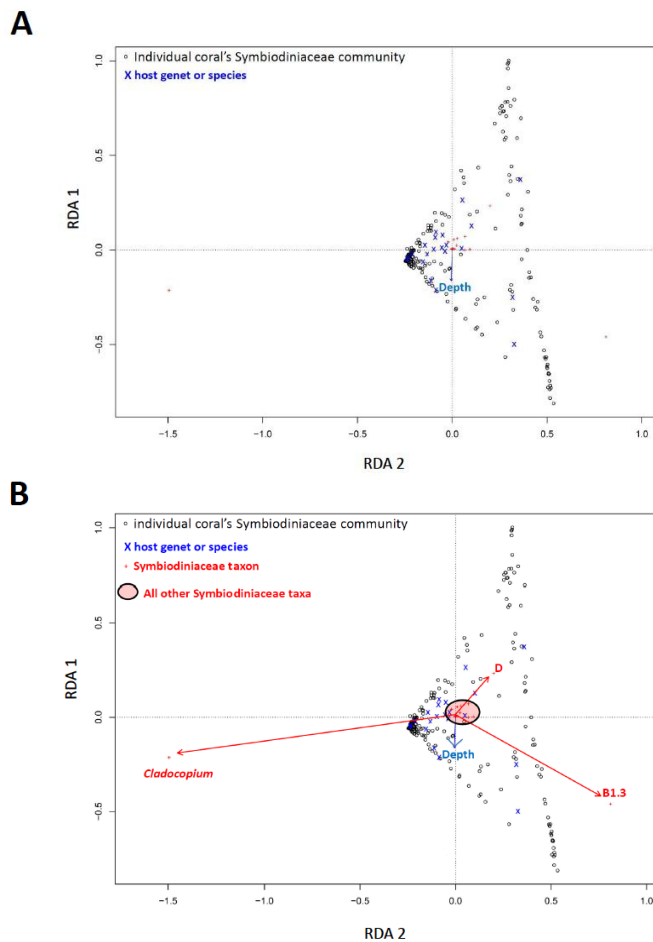 A
o Individual coral's Symbiodiniaceae community
X host genet or species
1.0
0.5
0.0
−0.5
RDA 1
Depth
−1.5
−1.0
−0.5
0.0
0.5
1.0
RDA 2
B
o individual coral's Symbiodiniaceae community
X host genet or species
+ Symbiodiniaceae taxon
All other Symbiodiniaceae taxa
1.0
0.5
0.0
−0.5
RDA 1
D
Depth
Cladocopium
B1.3
−1.5
−1.0
−0.5
0.0
0.5
1.0
RDA 2